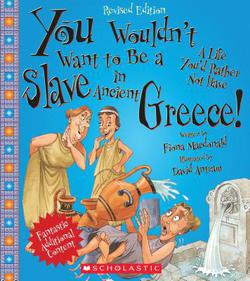 Revised Edition
You Wouldn't
Want to Be a
Slave in
Ancient
Greece!
A Life
You'd Rather
Not Have
Written by
Fiona Macdonald
Illustrated by
David Antram
Fantastic
Additional
Content
SCHOLASTIC